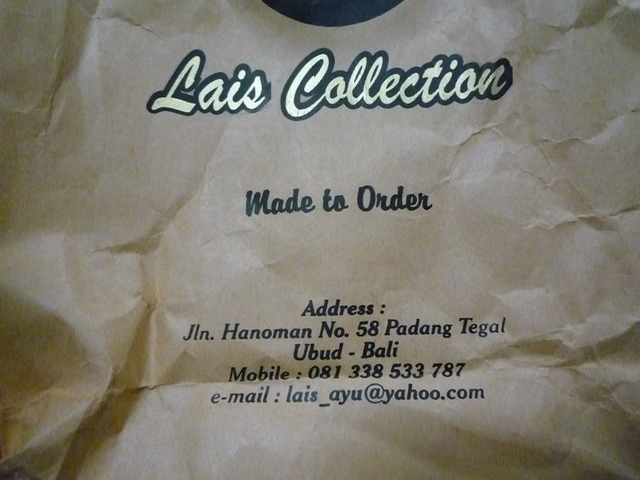 Lais Collection
Made to Order
Address :
Jln. Hanoman No. 58 Padang Tegal
Ubud - Bali
Mobile : 081 338 533 787
e-mail : lais_ayu@yahoo.com